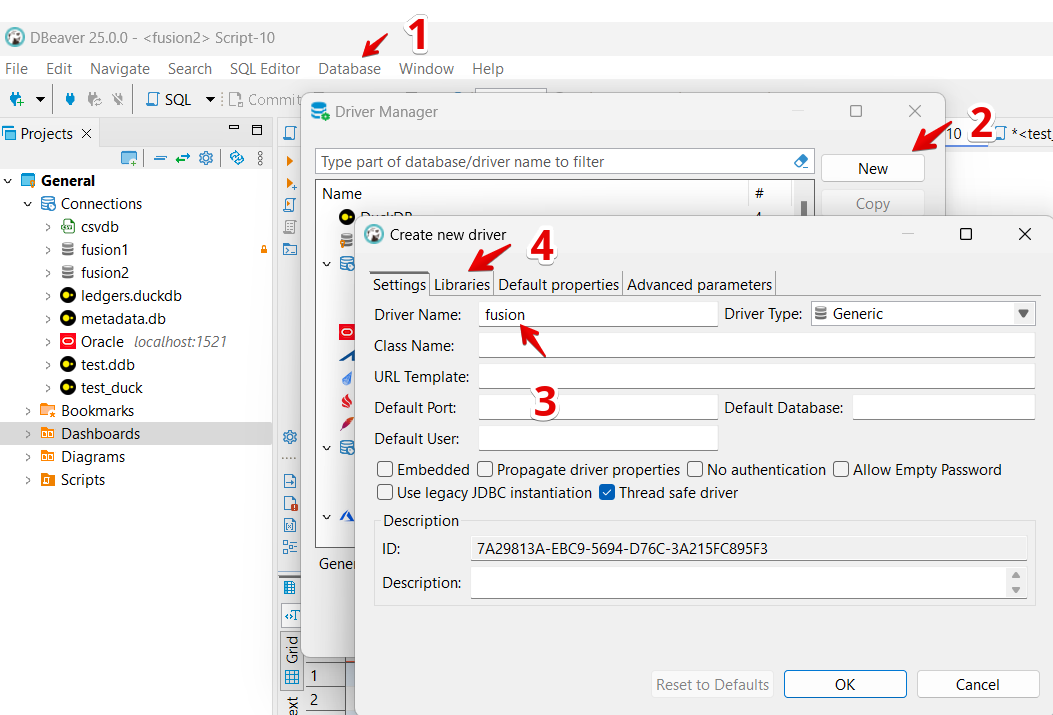 DBeaver 25.0.0 - <fusion2> Script-10
1
File Edit Navigate Search SQL Editor Database Window Help
SQL Commit
Projects
General
Connections
csvdb
fusion1
fusion2
ledgers.duckdb
metadata.db
Oracle localhost:1521
test.ddb
test_duck
Bookmarks
Dashboards
Diagrams
Scripts
Driver Manager
2
10 *<test_
Type part of database/driver name to filter
New
Name #
Copy
DuckDB 4
Create new driver
4
Settings Libraries Default properties Advanced parameters
Driver Name: fusion Driver Type: Generic
Class Name:
URL Template:
3
Default Port: Default Database:
Default User:
Embedded Propagate driver properties No authentication Allow Empty Password
Use legacy JDBC instantiation Thread safe driver
Description
ID: 7A29813A-EBC9-5694-D76C-3A215FC895F3
Description:
Reset to Defaults OK Cancel
Gener
T
Grid
ext
1
2